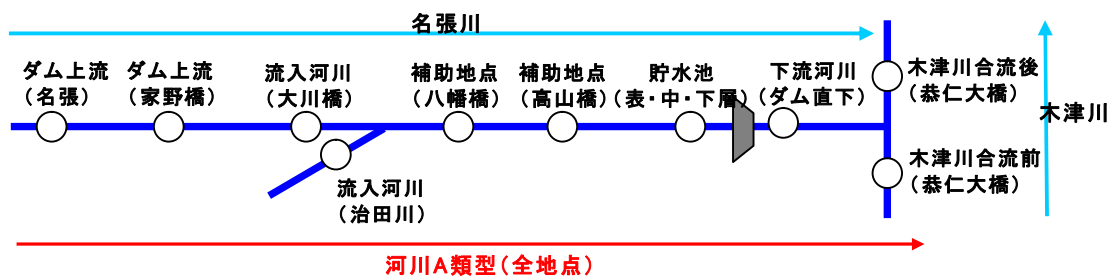 名張川
ダム上流
(名張)
ダム上流
(家野橋)
流入河川
(大川橋)
補助地点
(八幡橋)
補助地点
(高山橋)
貯水池
(表・中・下層)
下流河川
(ダム直下)
木津川合流後
(恭仁大橋)
木津川
流入河川
(治田川)
木津川合流前
(恭仁大橋)
河川A類型(全地点)